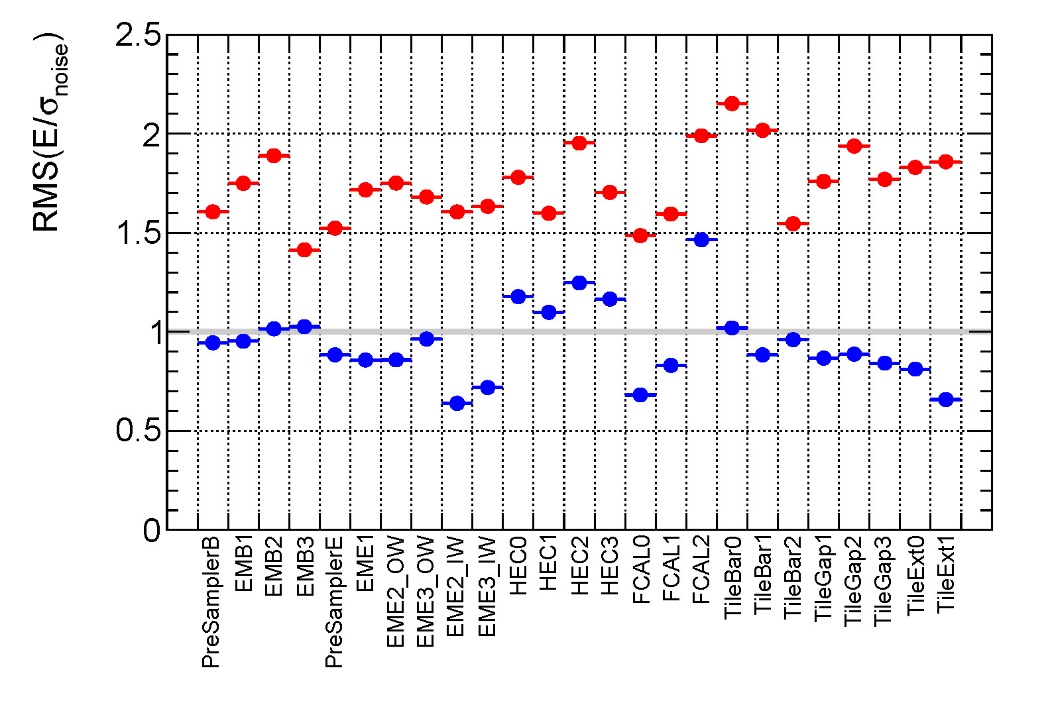 RMS(E/σnoise)
2.5
2
1.5
1
0.5
0
PreSamplerB
EMB1
EMB2
EMB3
PreSamplerE
EME1
EME2_OW
EME3_OW
EME2_IW
EME3_IW
HEC0
HEC1
HEC2
HEC3
FCAL0
FCAL1
FCAL2
TileBar0
TileBar1
TileBar2
TileGap1
TileGap2
TileGap3
TileExt0
TileExt1